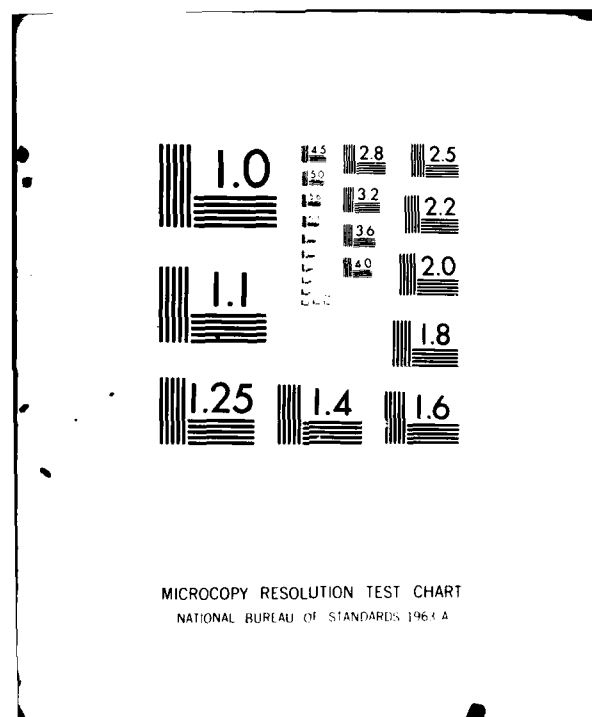 1.0
4.5 2.8 2.5
5.0
3.2 2.2
3.6
4.0 2.0
1.1
1.8
1.25 1.4 1.6
MICROCOPY RESOLUTION TEST CHART
NATIONAL BUREAU OF STANDARDS 1963 A